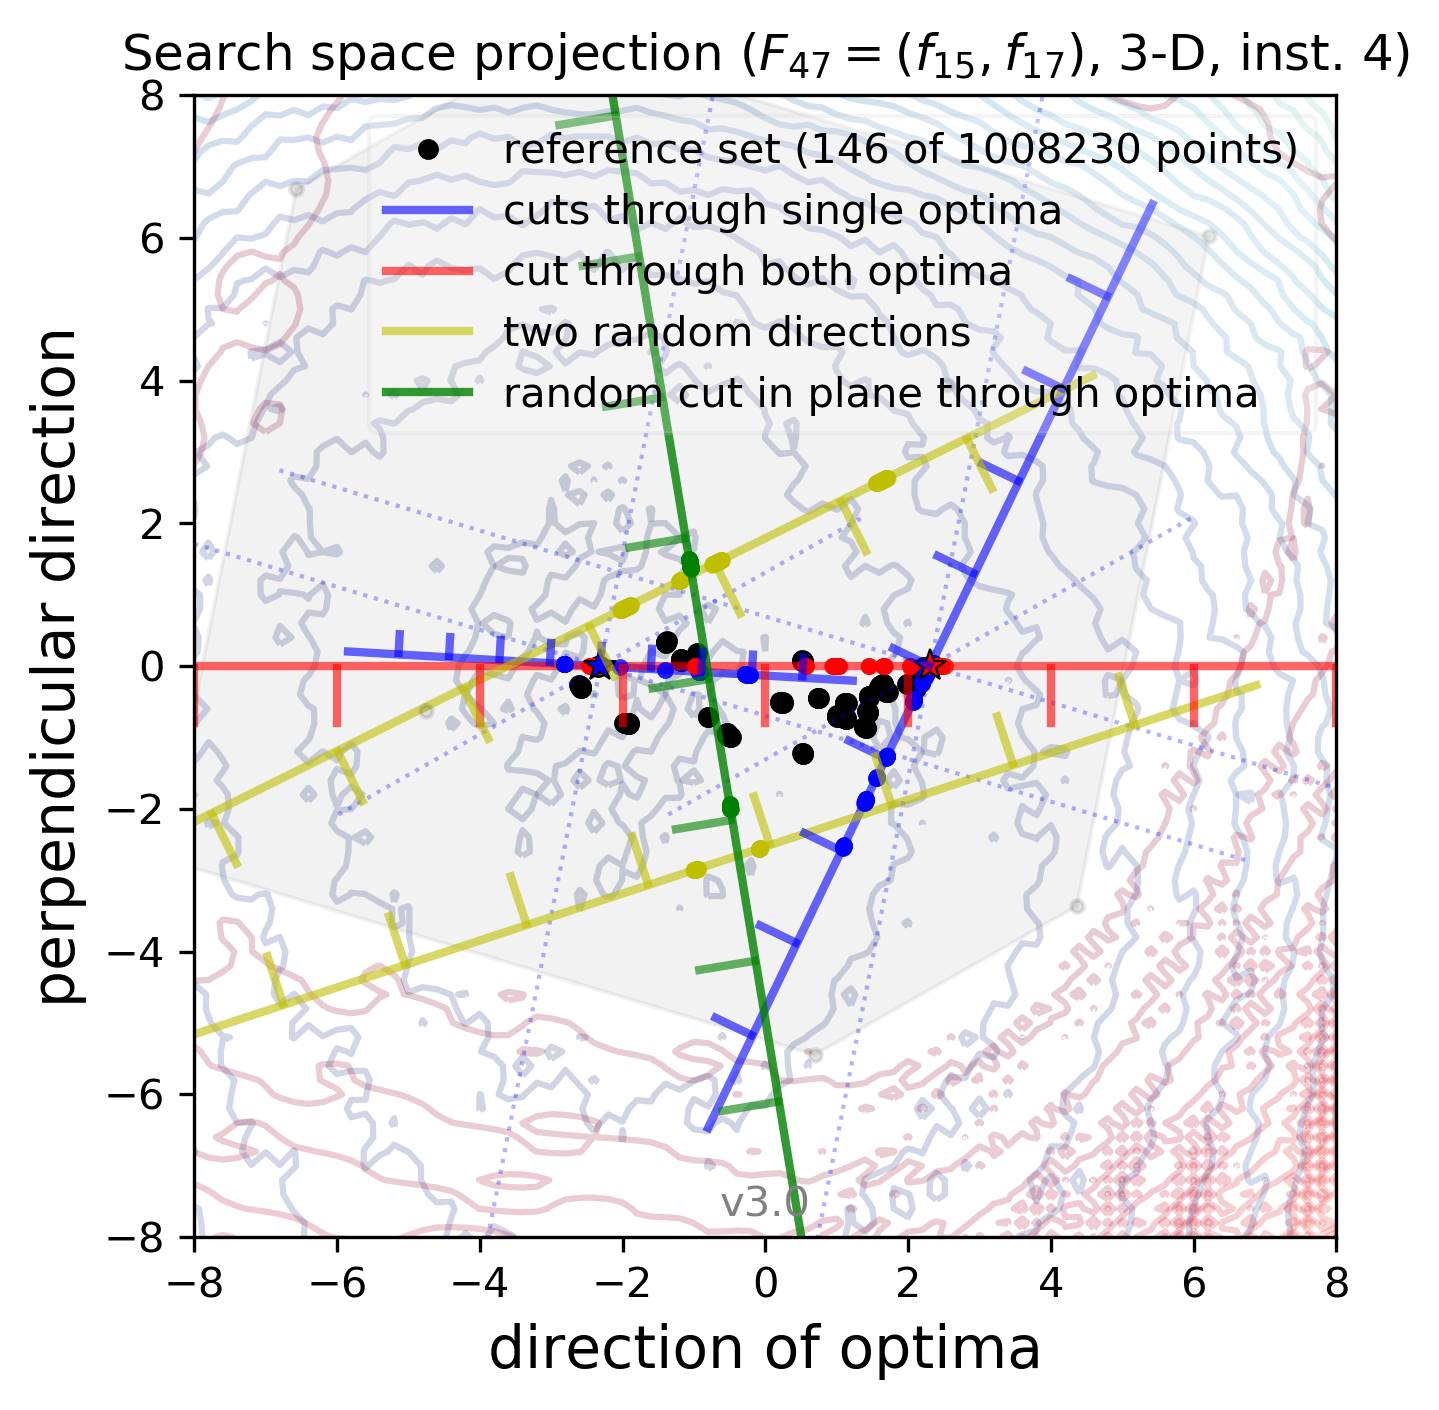 Search space projection (F47 = (f15, f17), 3-D, inst. 4)
8
reference set (146 of 1008230 points)
6
cuts through single optima
cut through both optima
two random directions
4
random cut in plane through optima
2
0
−2
−4
−6
−8
perpendicular direction
v3.0
−8 −6 −4 −2 0 2 4 6 8
direction of optima